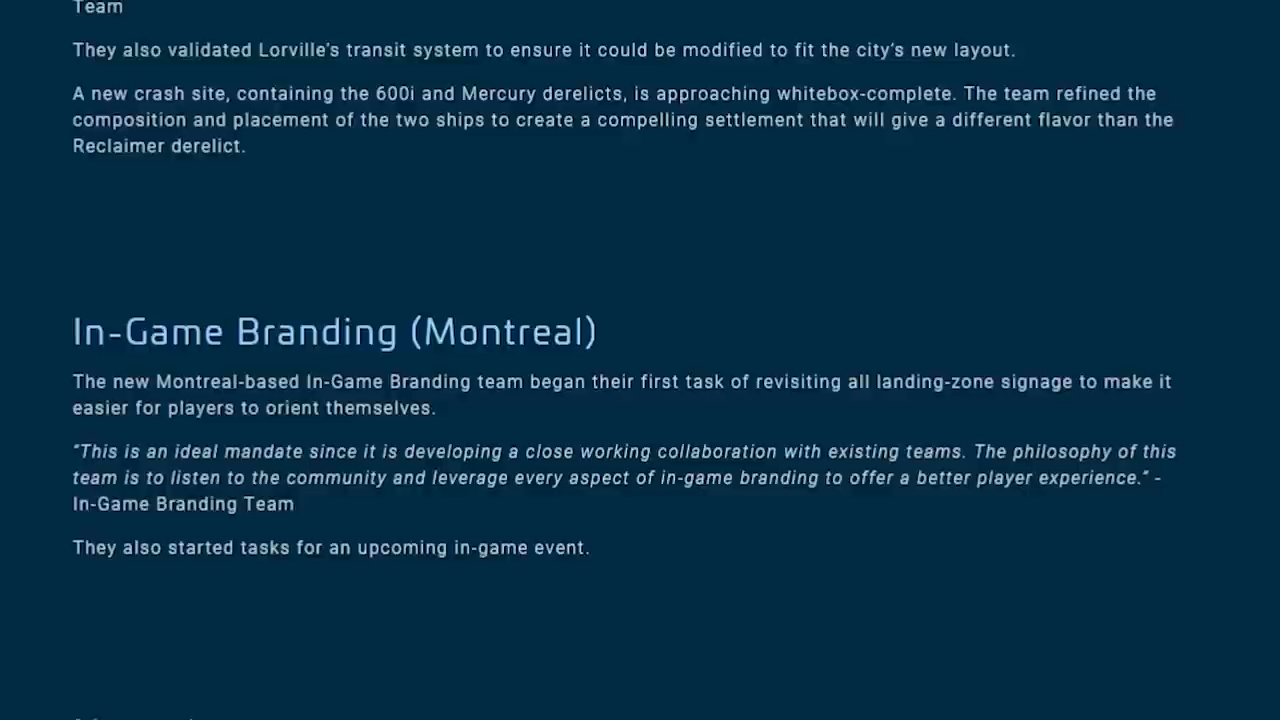 Team
They also validated Lorville's transit system to ensure it could be modified to fit the city's new layout.
A new crash site, containing the 600i and Mercury derelicts, is approaching whitebox-complete. The team refined the
composition and placement of the two ships to create a compelling settlement that will give a different flavor than the
Reclaimer derelict.
In-Game Branding (Montreal)
The new Montreal-based In-Game Branding team began their first task of revisiting all landing-zone signage to make it
easier for players to orient themselves.
"This is an ideal mandate since it is developing a close working collaboration with existing teams. The philosophy of this
team is to listen to the community and leverage every aspect of in-game branding to offer a better player experience." -
In-Game Branding Team
They also started tasks for an upcoming in-game event.